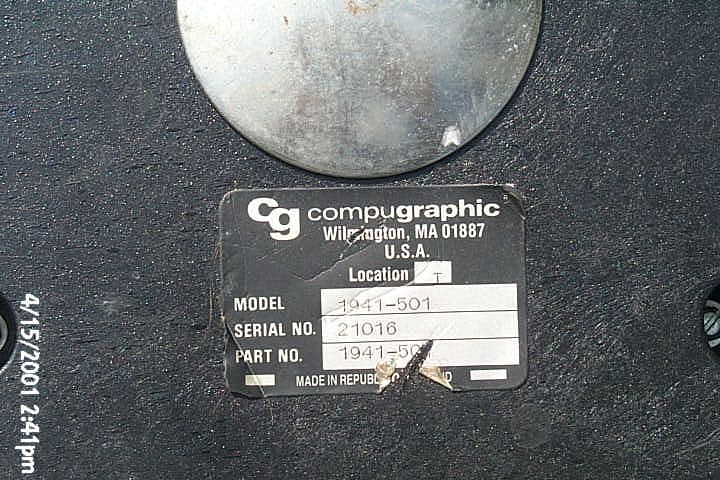 cg compugraphic
Wilmington, MA 01887
U.S.A.
Location T
MODEL 1941-501
SERIAL NO. 21016
PART NO.
MADE IN
4/15/2001 2:41pm